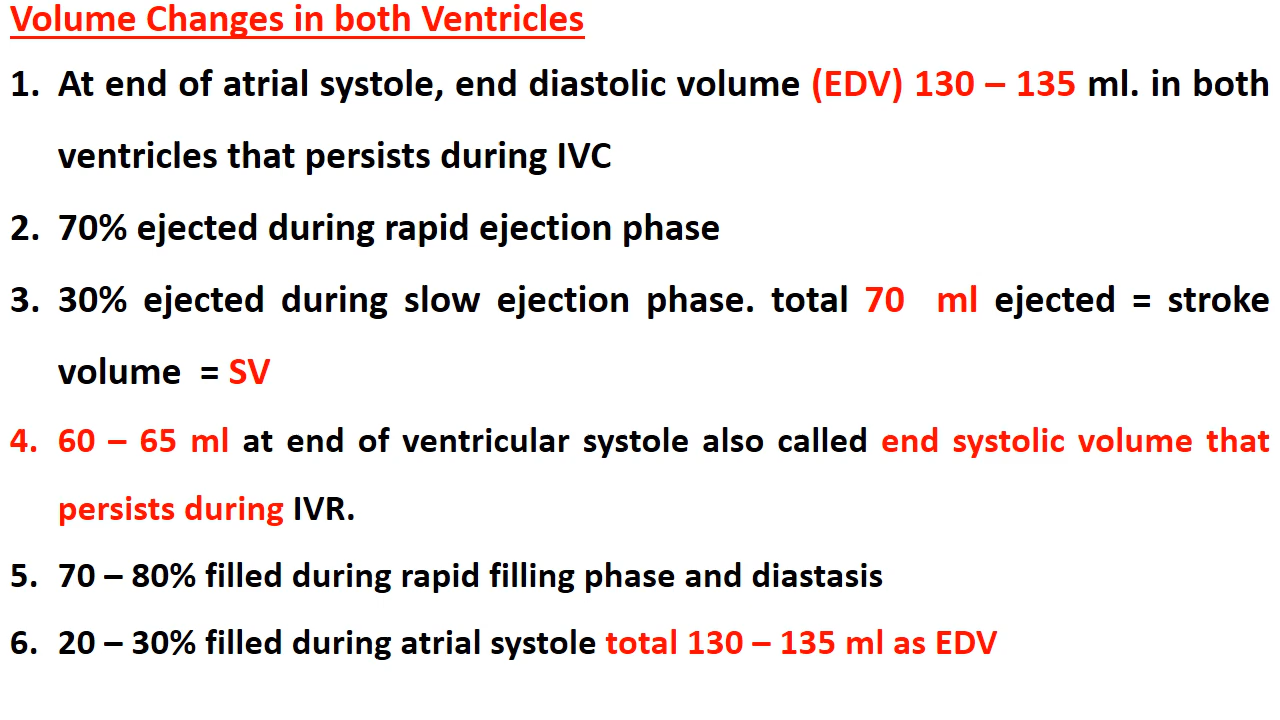 Volume Changes in both Ventricles
1. At end of atrial systole, end diastolic volume (EDV) 130 – 135 ml. in both
ventricles that persists during IVC
2. 70% ejected during rapid ejection phase
3. 30% ejected during slow ejection phase. total 70 ml ejected = stroke
volume = SV
4. 60 – 65 ml at end of ventricular systole also called end systolic volume that
persists during IVR.
5. 70 – 80% filled during rapid filling phase and diastasis
6. 20 – 30% filled during atrial systole total 130 – 135 ml as EDV